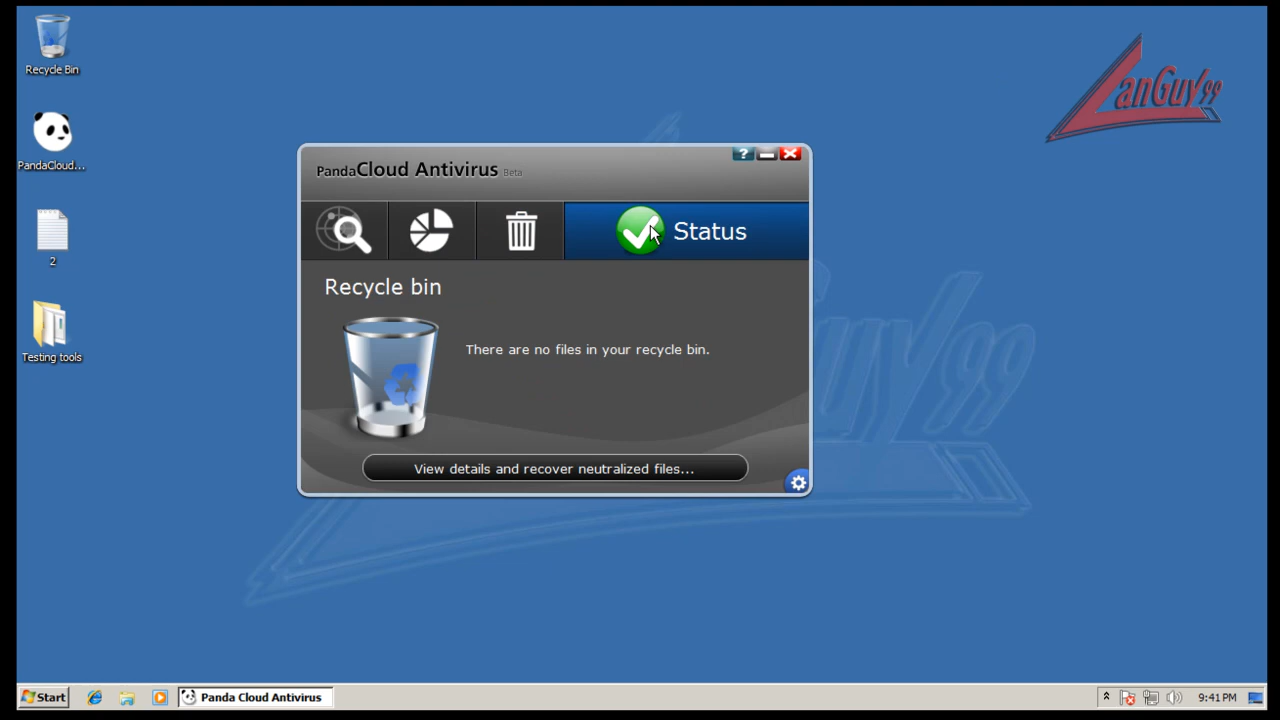 Recycle Bin
PandaCloud...
2
Testing tools
LanGuy99
PandaCloud Antivirus Beta
?
Status
Recycle bin
There are no files in your recycle bin.
View details and recover neutralized files...
Guy99
Start
Panda Cloud Antivirus
9:41 PM